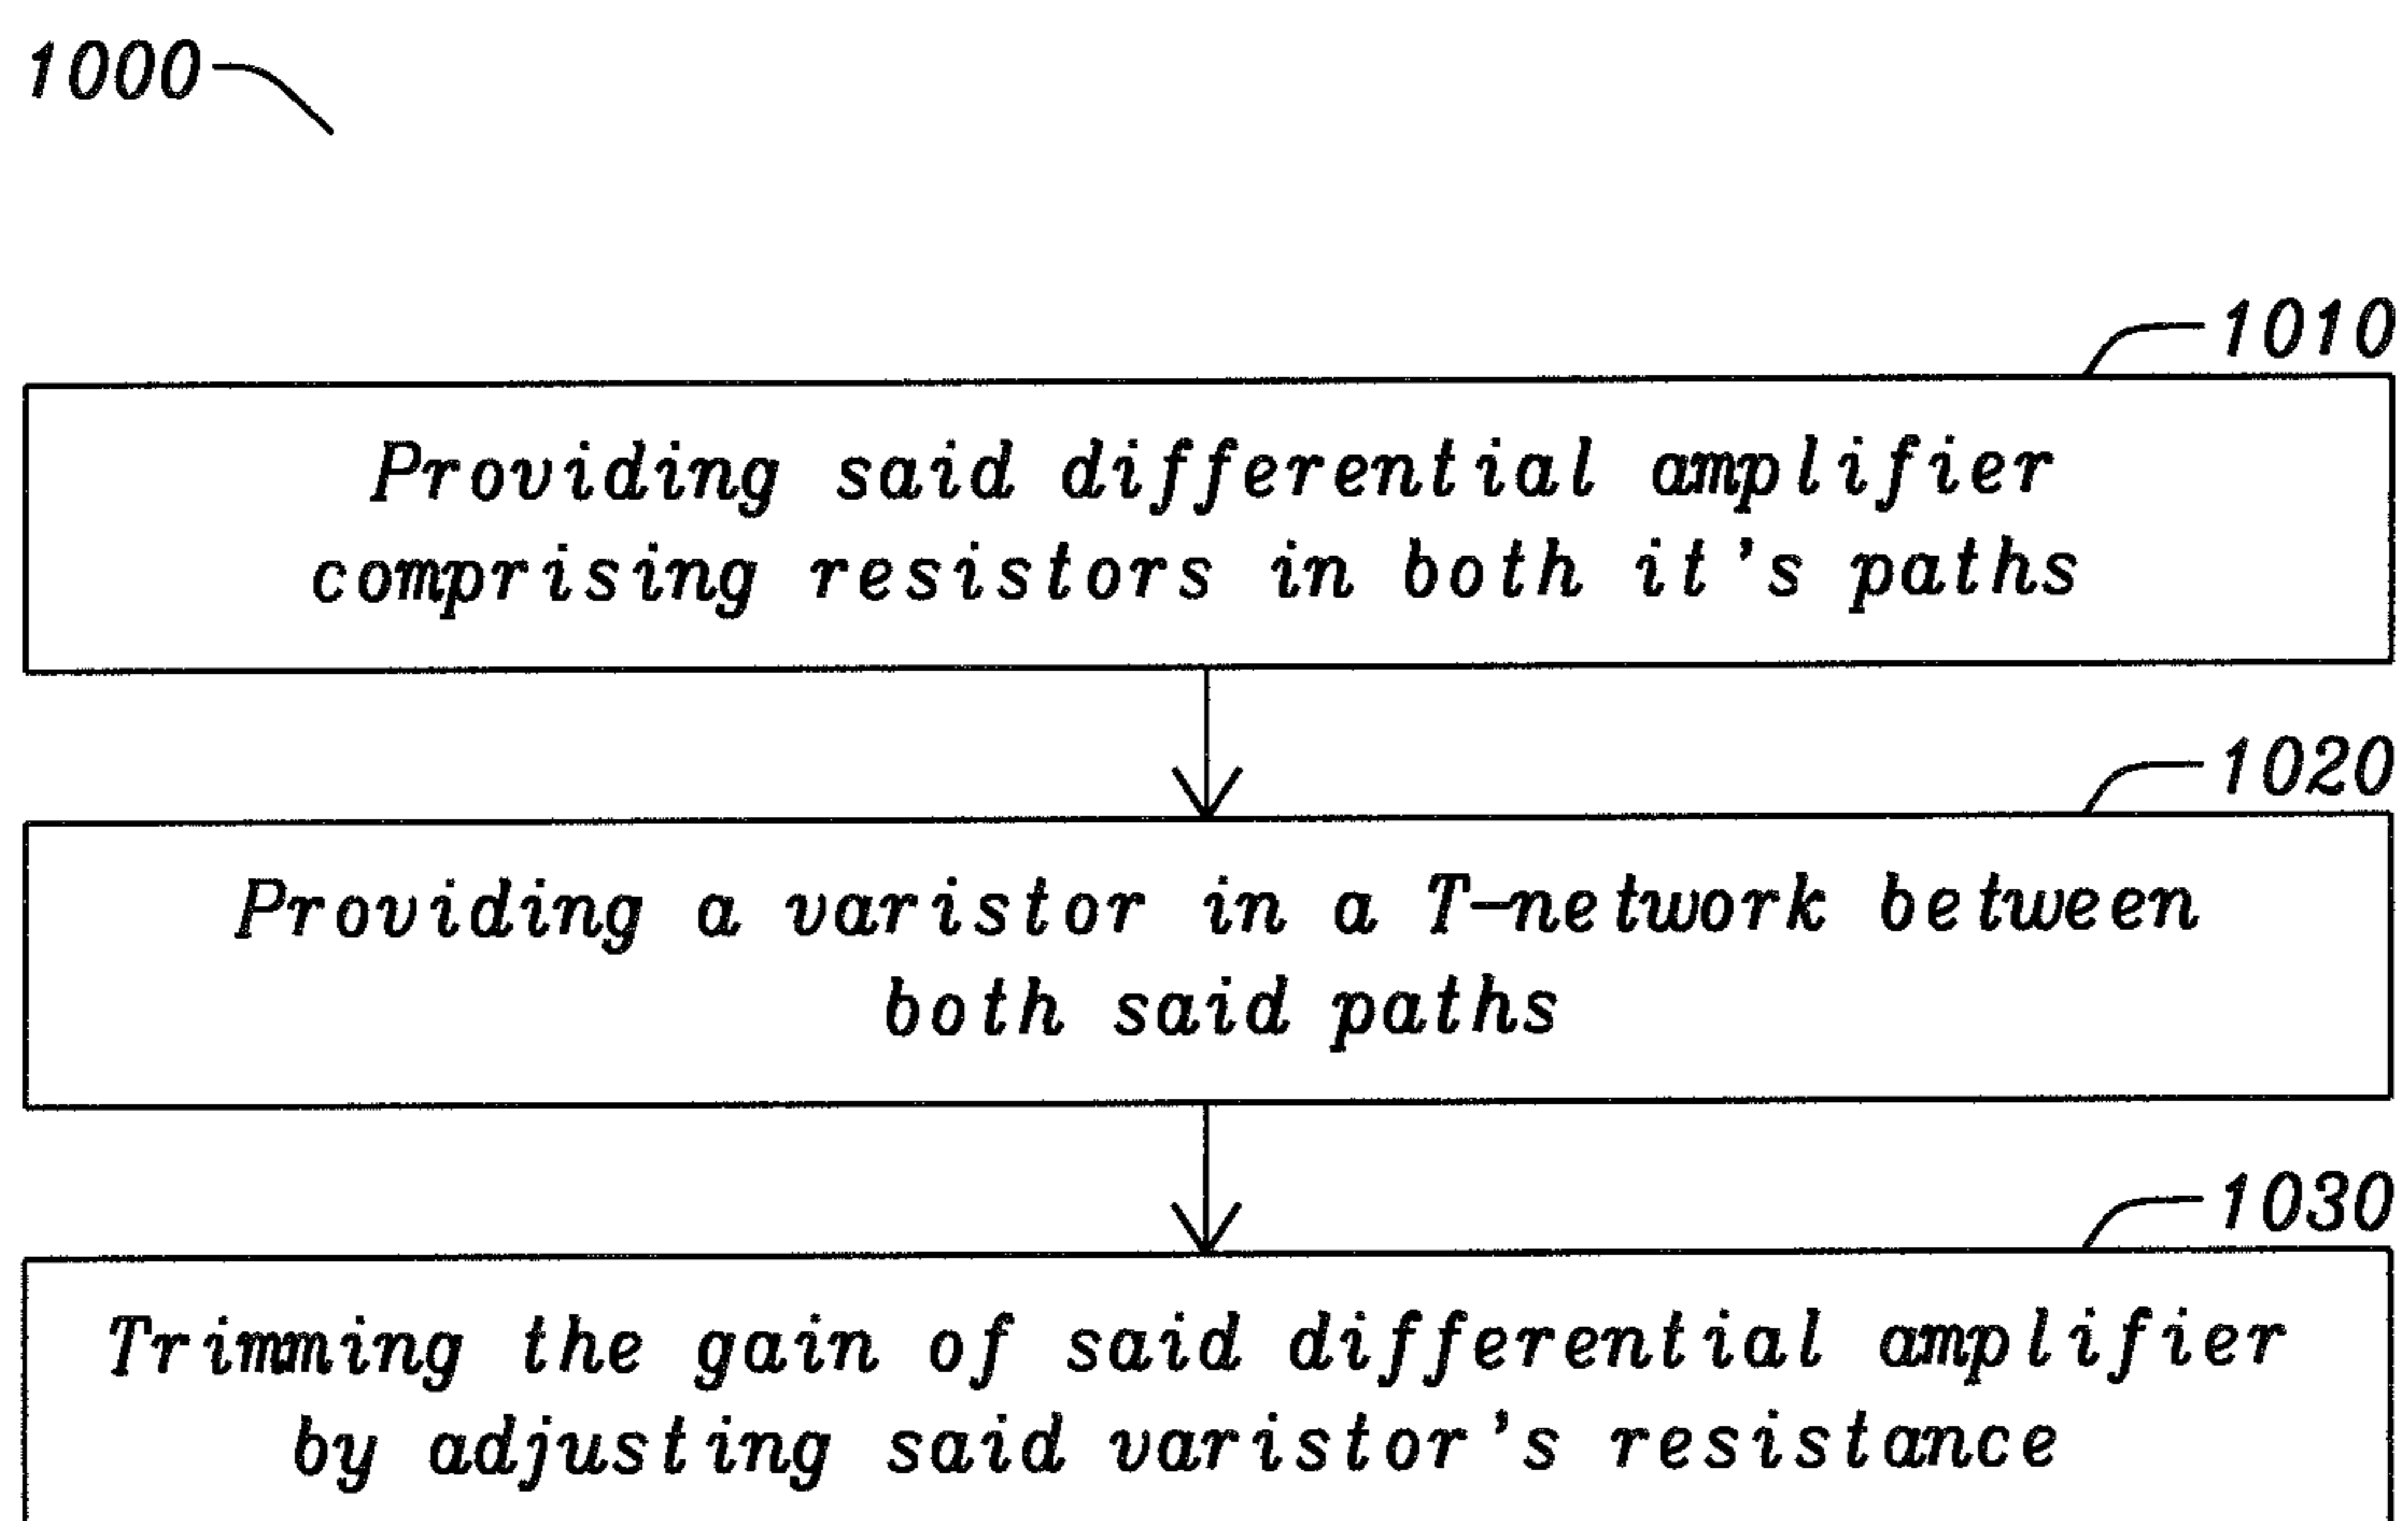 1000
1010
Providing said differential amplifier
comprising resistors in both it's paths
1020
Providing a varistor in a T-network between
both said paths
1030
Trimming the gain of said differential amplifier
by adjusting said varistor's resistance